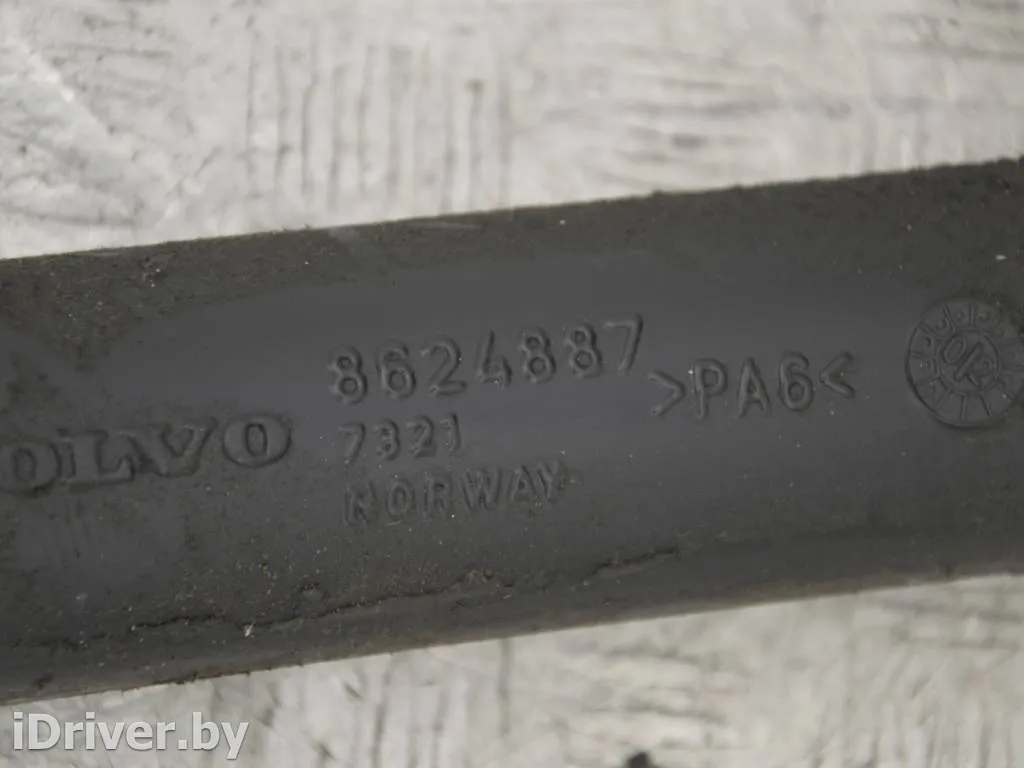 8624887
>PA6<
VOLVO
7321
NORWAY
iDriver.by